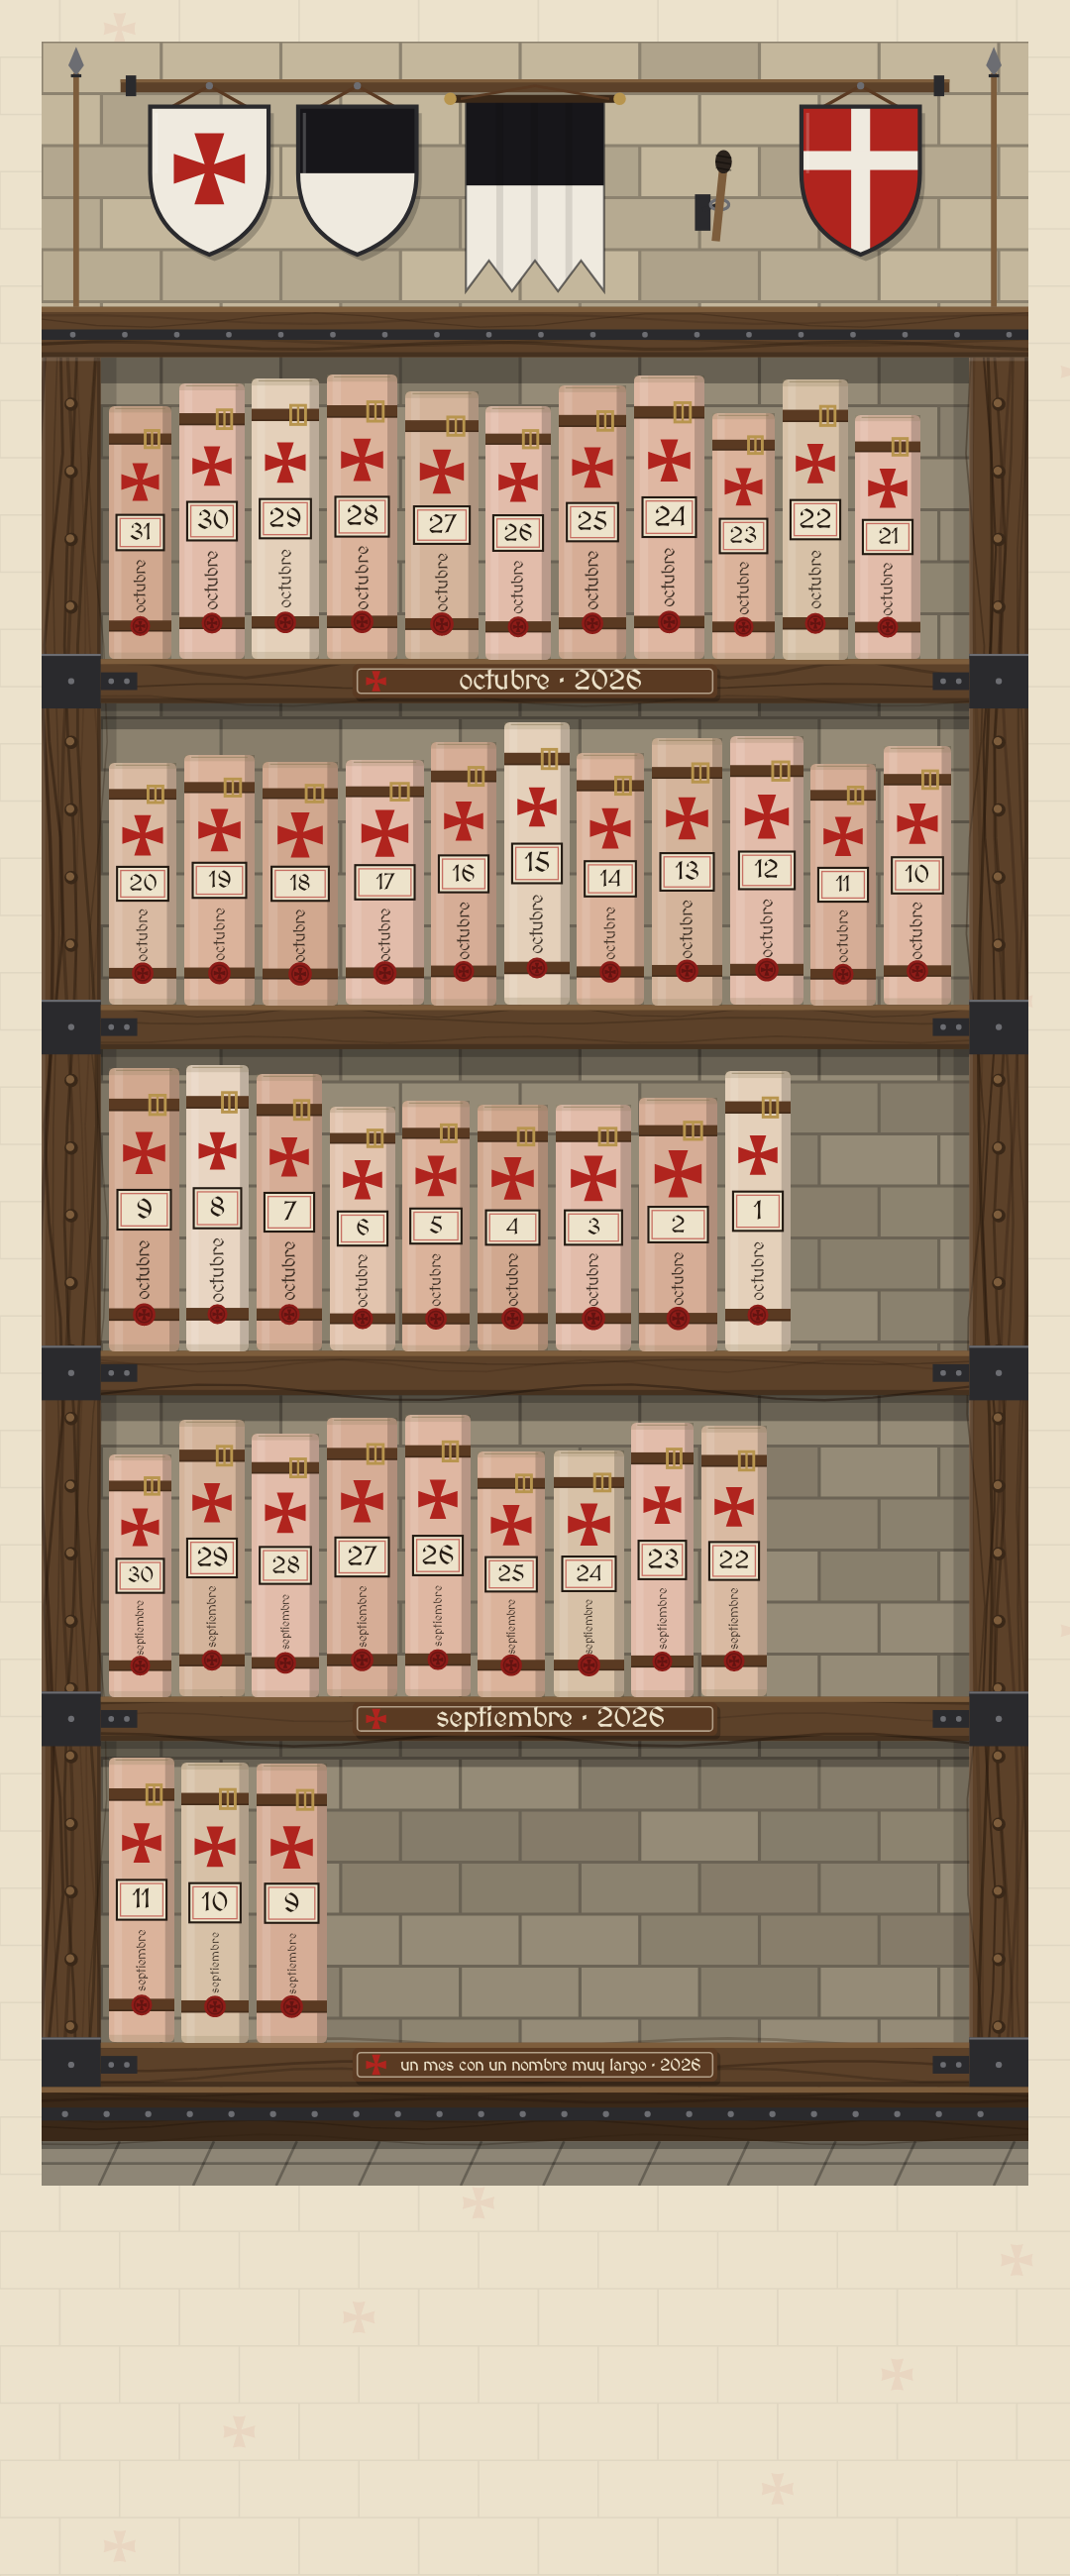 31 30 29 28 27 26 25 24 23 22 21
octubre octubre octubre octubre octubre octubre octubre octubre octubre octubre octubre
octubre · 2026
20 19 18 17 16 15 14 13 12 11 10
octubre octubre octubre octubre octubre octubre octubre octubre octubre octubre octubre
9 8 7 6 5 4 3 2 1
octubre octubre octubre octubre octubre octubre octubre octubre octubre
30 29 28 27 26 25 24 23 22
septiembre septiembre septiembre septiembre septiembre septiembre septiembre septiembre septiembre
septiembre · 2026
11 10 9
septiembre septiembre septiembre
un mes con un nombre muy largo · 2026